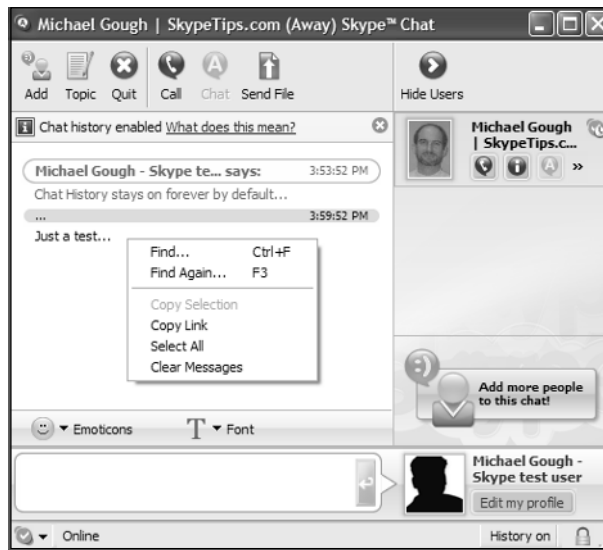 Michael Gough | SkypeTips.com (Away) Skype™ Chat
Add Topic Quit Call Chat Send File Hide Users
Chat history enabled What does this mean?
Michael Gough
| SkypeTips.c...
Michael Gough - Skype te... says: 3:53:52 PM
Chat History stays on forever by default...
... 3:59:52 PM
Just a test...
Find... Ctrl+F
Find Again... F3
Copy Selection
Copy Link
Select All
Clear Messages
Add more people
to this chat!
Emoticons T Font
Michael Gough -
Skype test user
Edit my profile
Online History on